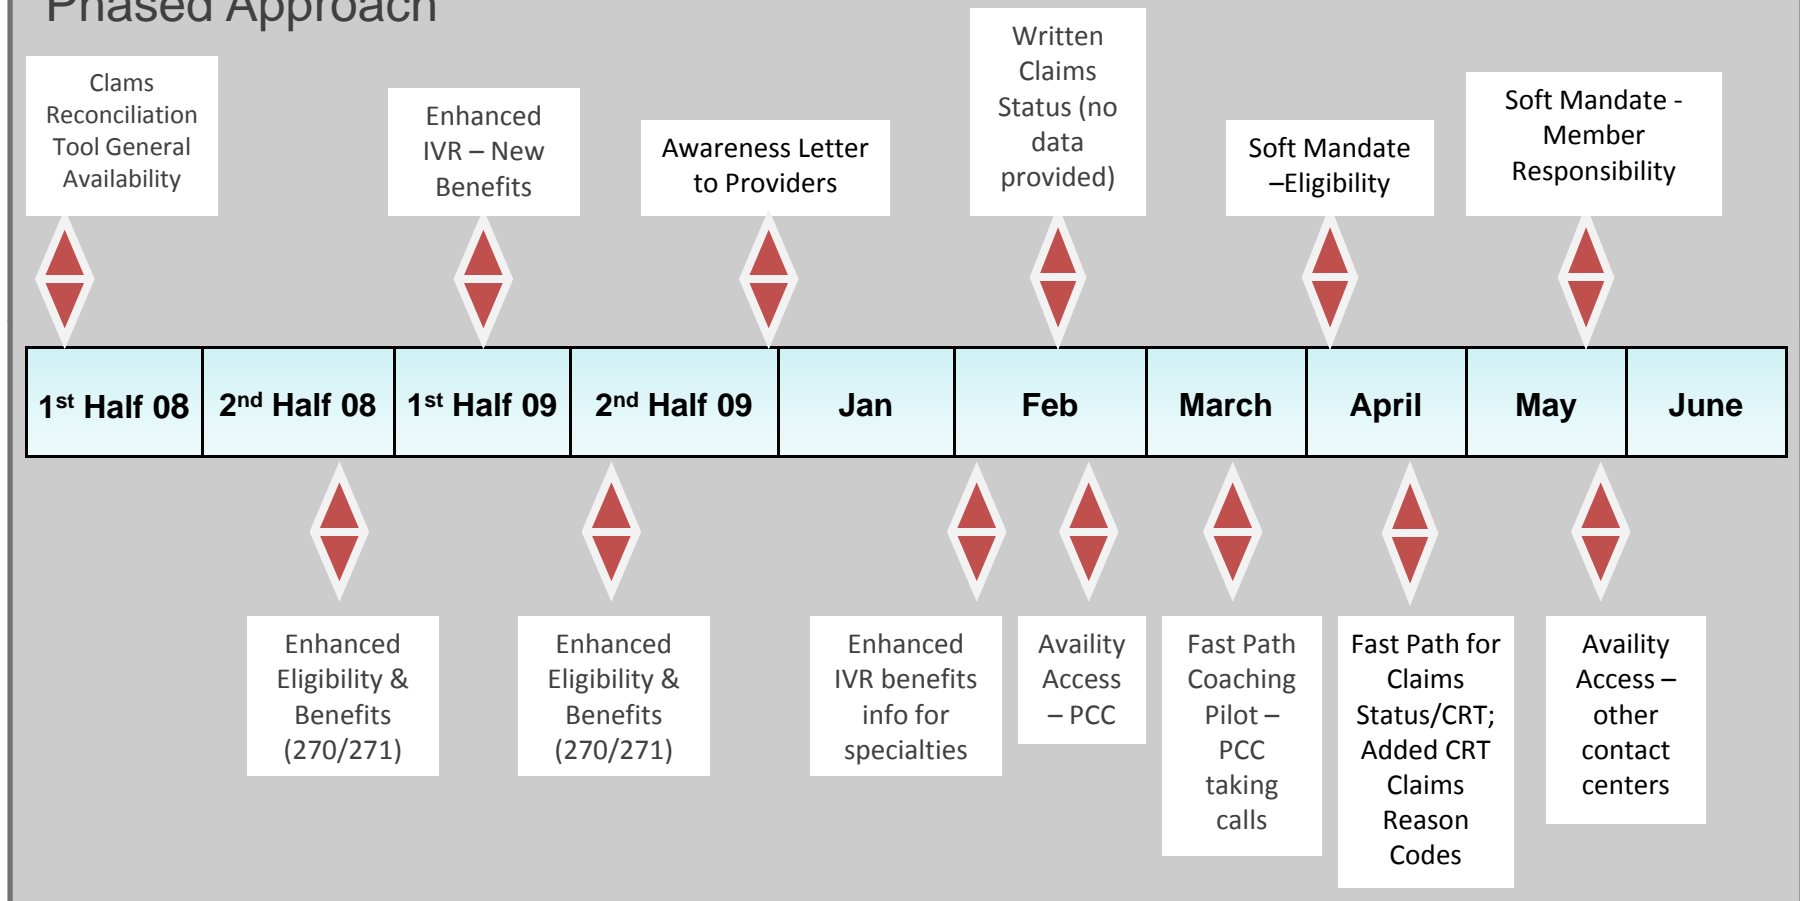 Phased Approach
Clams
Reconciliation
Tool General
Availability
Enhanced
IVR – New
Benefits
Awareness Letter
to Providers
Written
Claims
Status (no
data
provided)
Soft Mandate
–Eligibility
Soft Mandate -
Member
Responsibility
1st Half 08
2nd Half 08
1st Half 09
2nd Half 09
Jan
Feb
March
April
May
June
Enhanced
Eligibility &
Benefits
(270/271)
Enhanced
Eligibility &
Benefits
(270/271)
Enhanced
IVR benefits
info for
specialties
Availity
Access
– PCC
Fast Path
Coaching
Pilot –
PCC
taking
calls
Fast Path for
Claims
Status/CRT;
Added CRT
Claims
Reason
Codes
Availity
Access –
other
contact
centers